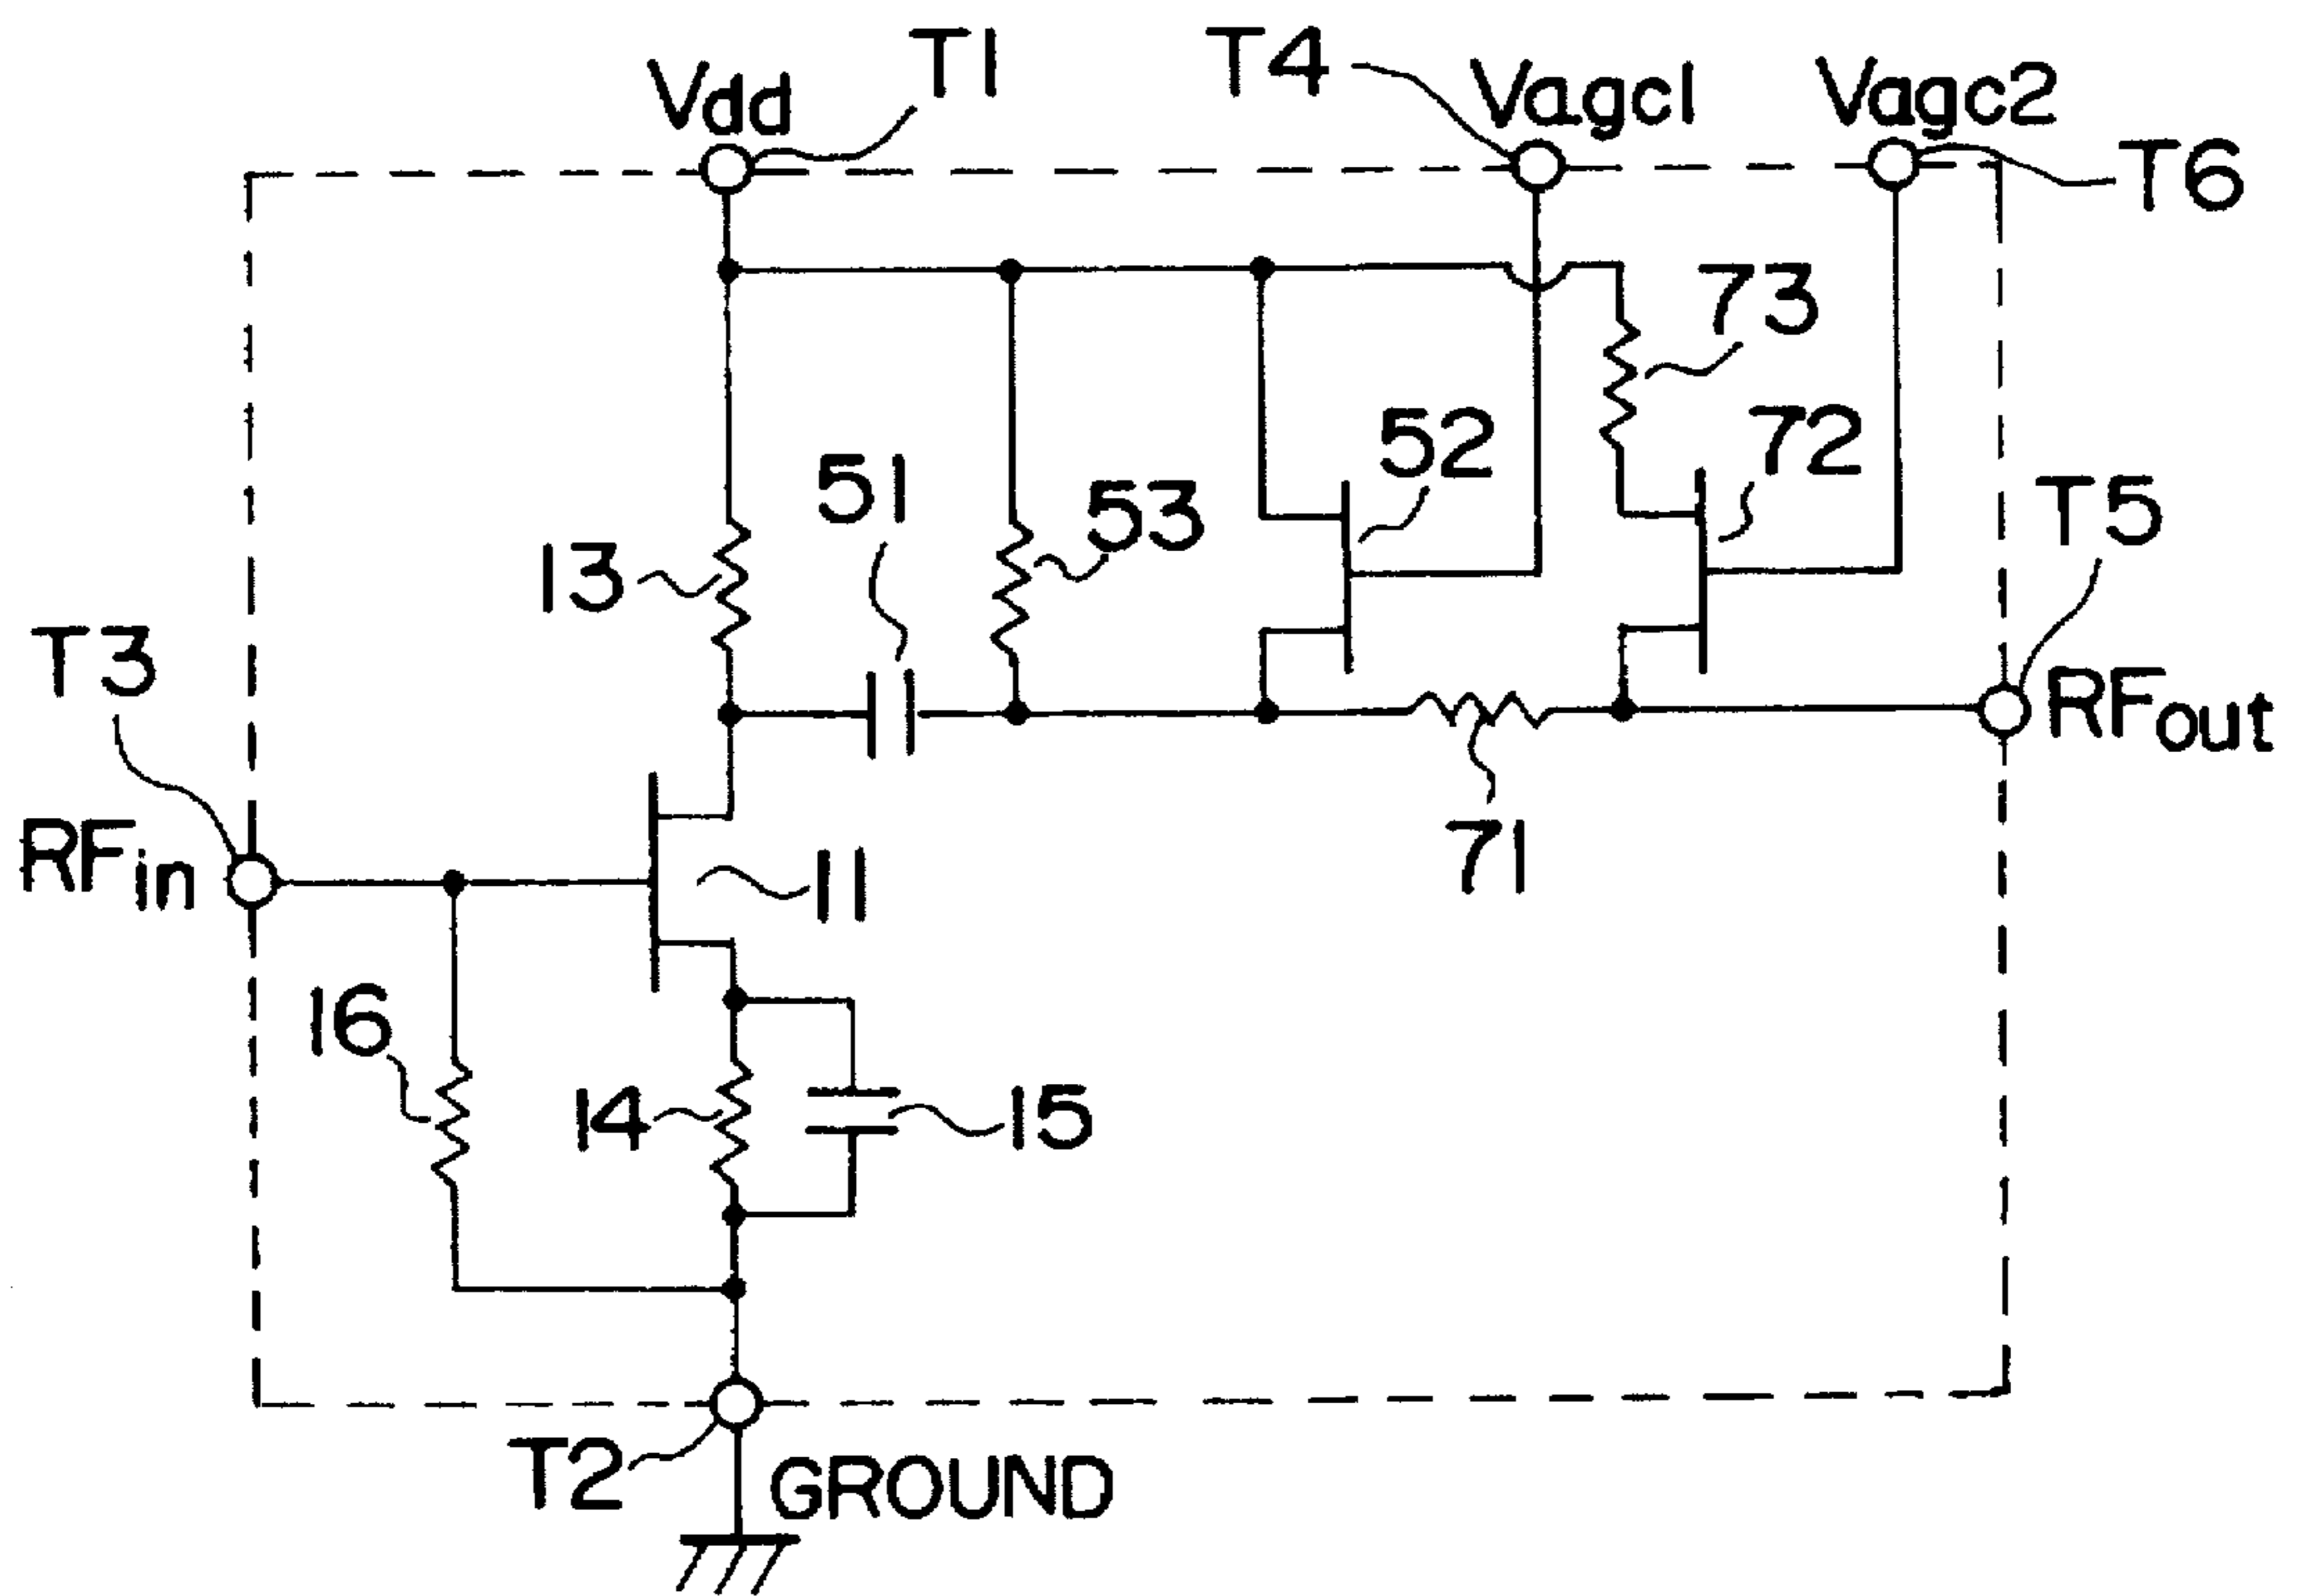 T1
T4
Vdd
Vagc1
Vagc2
T6
73
52
72
51
53
T5
13
T3
RFout
RFin
11
71
16
14
15
T2
GROUND